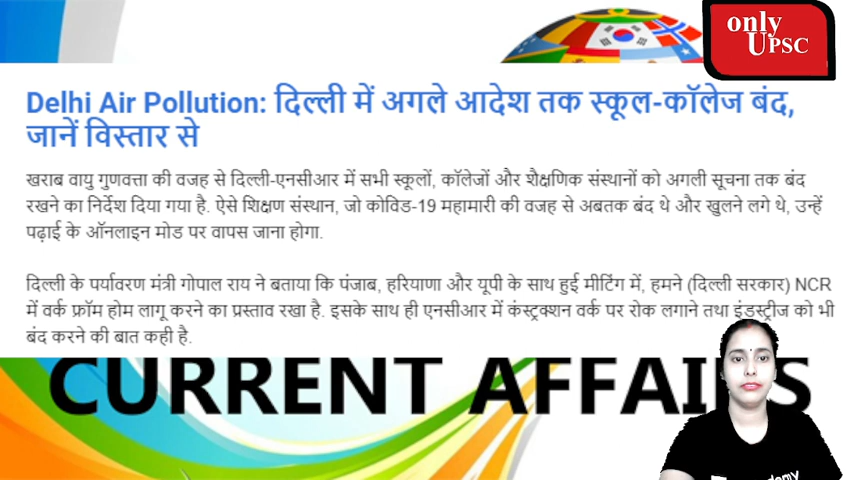 only
UPSC
Delhi Air Pollution: दिल्ली में अगले आदेश तक स्कूल-कॉलेज बंद,
जानें विस्तार से
खराब वायु गुणवत्ता की वजह से दिल्ली-एनसीआर में सभी स्कूलों, कॉलेजों और शैक्षणिक संस्थानों को अगली सूचना तक बंद
रखने का निर्देश दिया गया है. ऐसे शिक्षण संस्थान, जो कोविड-19 महामारी की वजह से अबतक बंद थे और खुलने लगे थे, उन्हें
पढ़ाई के ऑनलाइन मोड पर वापस जाना होगा.
दिल्ली के पर्यावरण मंत्री गोपाल राय ने बताया कि पंजाब, हरियाणा और यूपी के साथ हुई मीटिंग में, हमने (दिल्ली सरकार) NCR
में वर्क फ्रॉम होम लागू करने का प्रस्ताव रखा है. इसके साथ ही एनसीआर में कंस्ट्रक्शन वर्क पर रोक लगाने तथा इंडस्ट्रीज को भी
बंद करने की बात कही है.
CURRENT AFFAIRS